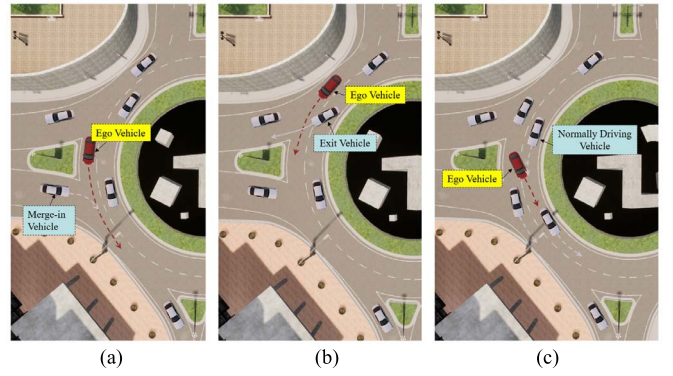 Ego Vehicle
Merge-in
Vehicle
(a)
Ego Vehicle
Exit Vehicle
(b)
Normally Driving
Vehicle
Ego Vehicle
(c)